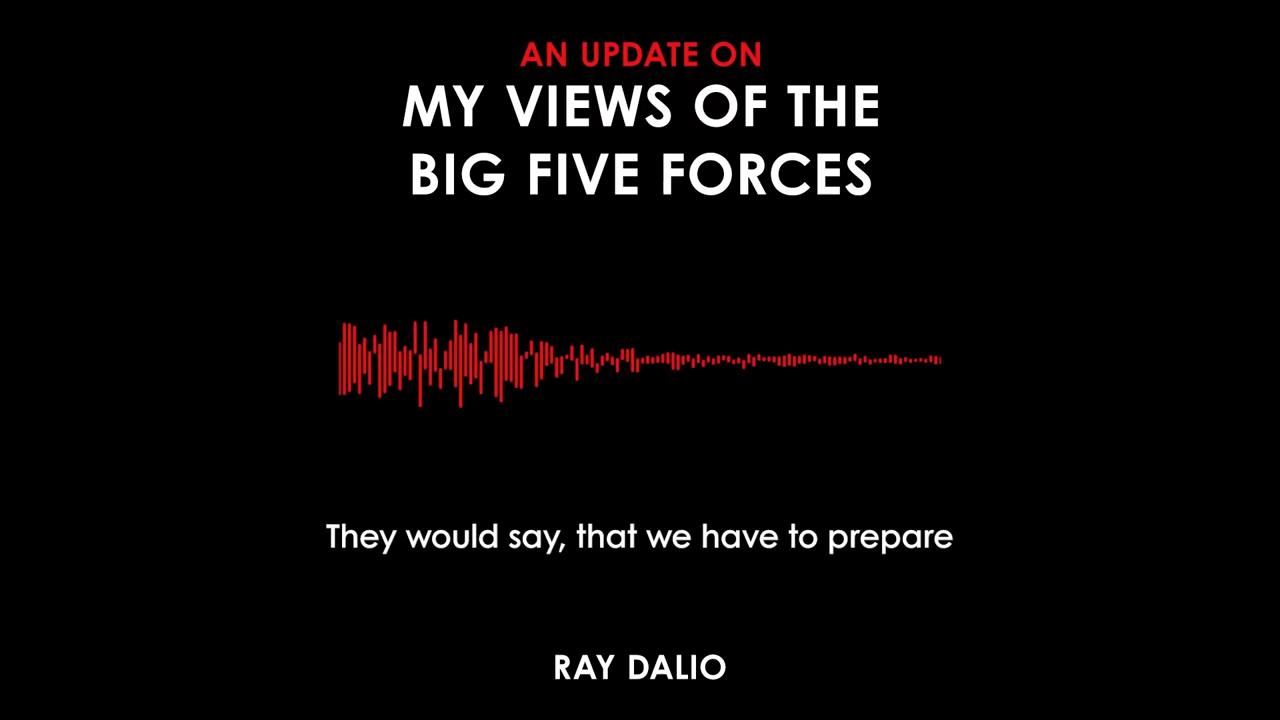 AN UPDATE ON
MY VIEWS OF THE
BIG FIVE FORCES
They would say, that we have to prepare
RAY DALIO